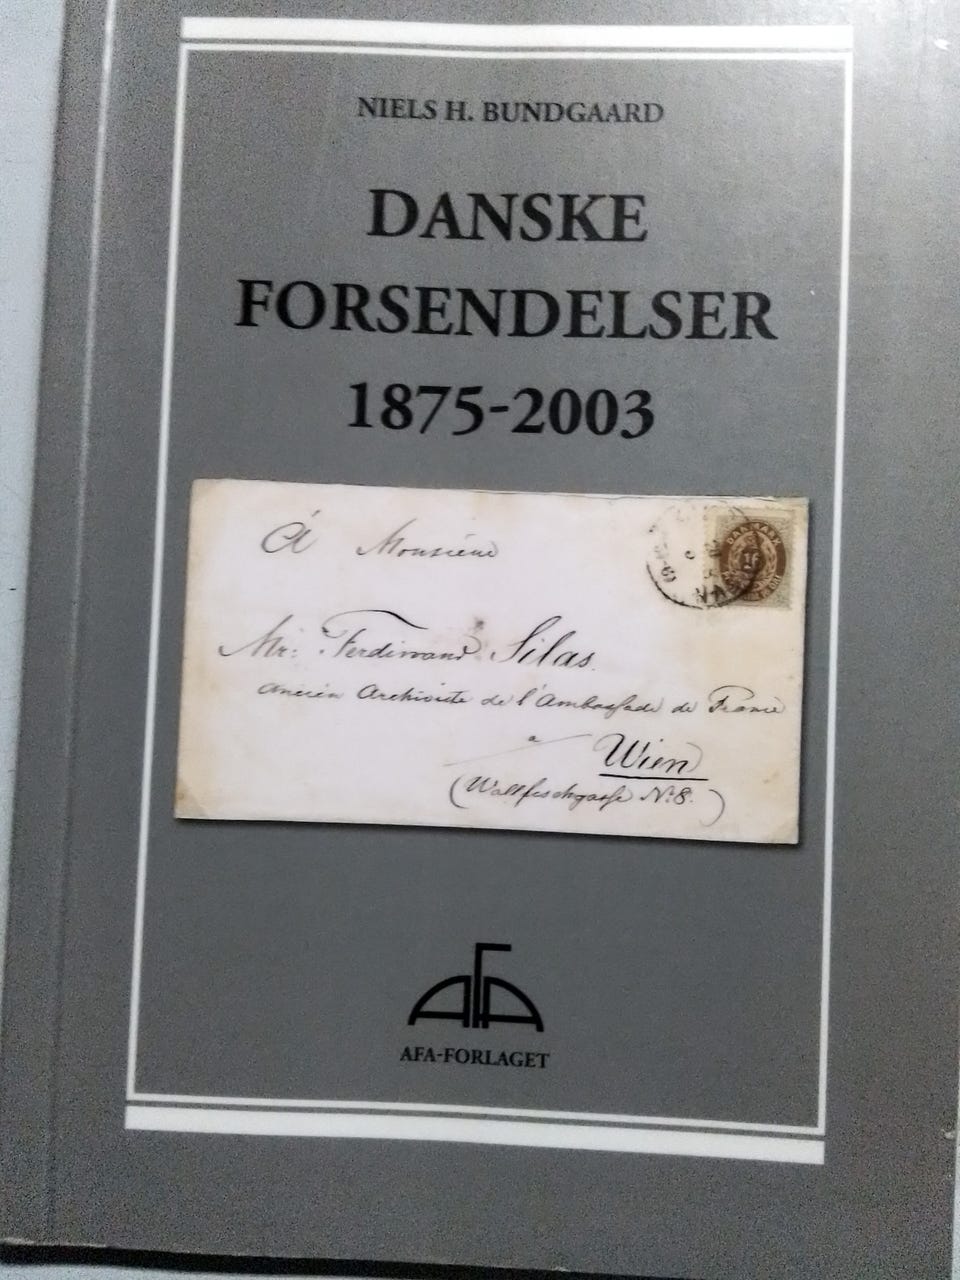 NIELS H. BUNDGAARD
DANSKE
FORSENDELSER
1875-2003
DANMARK
À Monsieur
Mr: Ferdinand Silas.
ancien Archiviste de l'Ambassade de France
a Wien
(Wallfischgasse No 8.)
AFA
AFA-FORLAGET